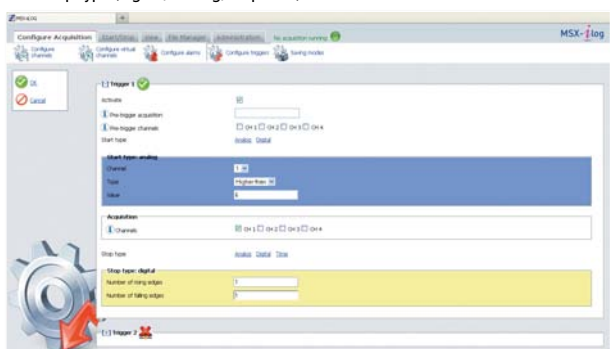 MSX-ilog
Configure Acquisition Start/Stop View File Manager Administration No acquisition running
MSX-ilog
Configure channels
Configure virtual channels
Configure alarms
Configure triggers
Saving modes
OK
Cancel
[-] Trigger 1
Activate
Pre-trigger acquisition
Pre-trigger channels CH 1 CH 2 CH 3 CH 4
Start type Analog Digital
Start type: analog
Channel 1
Type Higher than
Value 6
Acquisition
Channels CH 1 CH 2 CH 3 CH 4
Stop type Analog Digital Time
Stop type: digital
Number of rising edges 1
Number of falling edges
[+] Trigger 2